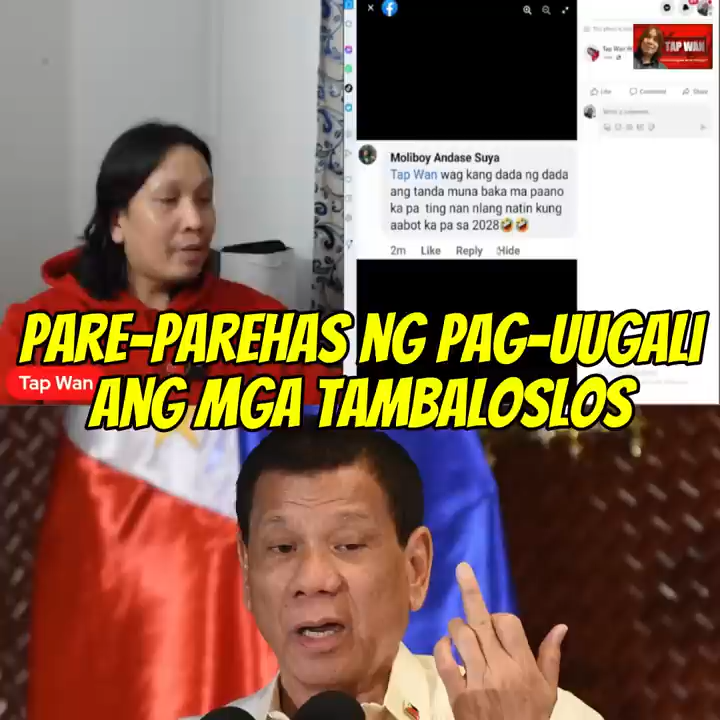 TAP WAN
Tap Wan
Like
Comment
Share
Moliboy Andase Suya
Tap Wan wag kang dada ng dada
ang tanda muna baka ma paano
ka pa ting nan nlang natin kung
aabot ka pa sa 2028🤣🤣
2m Like Reply Hide
PARE-PAREHAS NG PAG-UUGALI
Tap Wan
ANG MGA TAMBALOSLOS